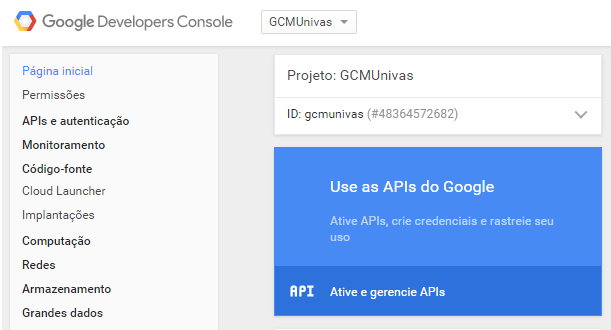 Google Developers Console
GCMUnivas
Página inicial
Permissões
APIs e autenticação
Monitoramento
Código-fonte
Cloud Launcher
Implantações
Computação
Redes
Armazenamento
Grandes dados
Projeto: GCMUnivas
ID: gcmunivas (#48364572682)
Use as APIs do Google
Ative APIs, crie credenciais e rastreie seu
uso
API Ative e gerencie APIs